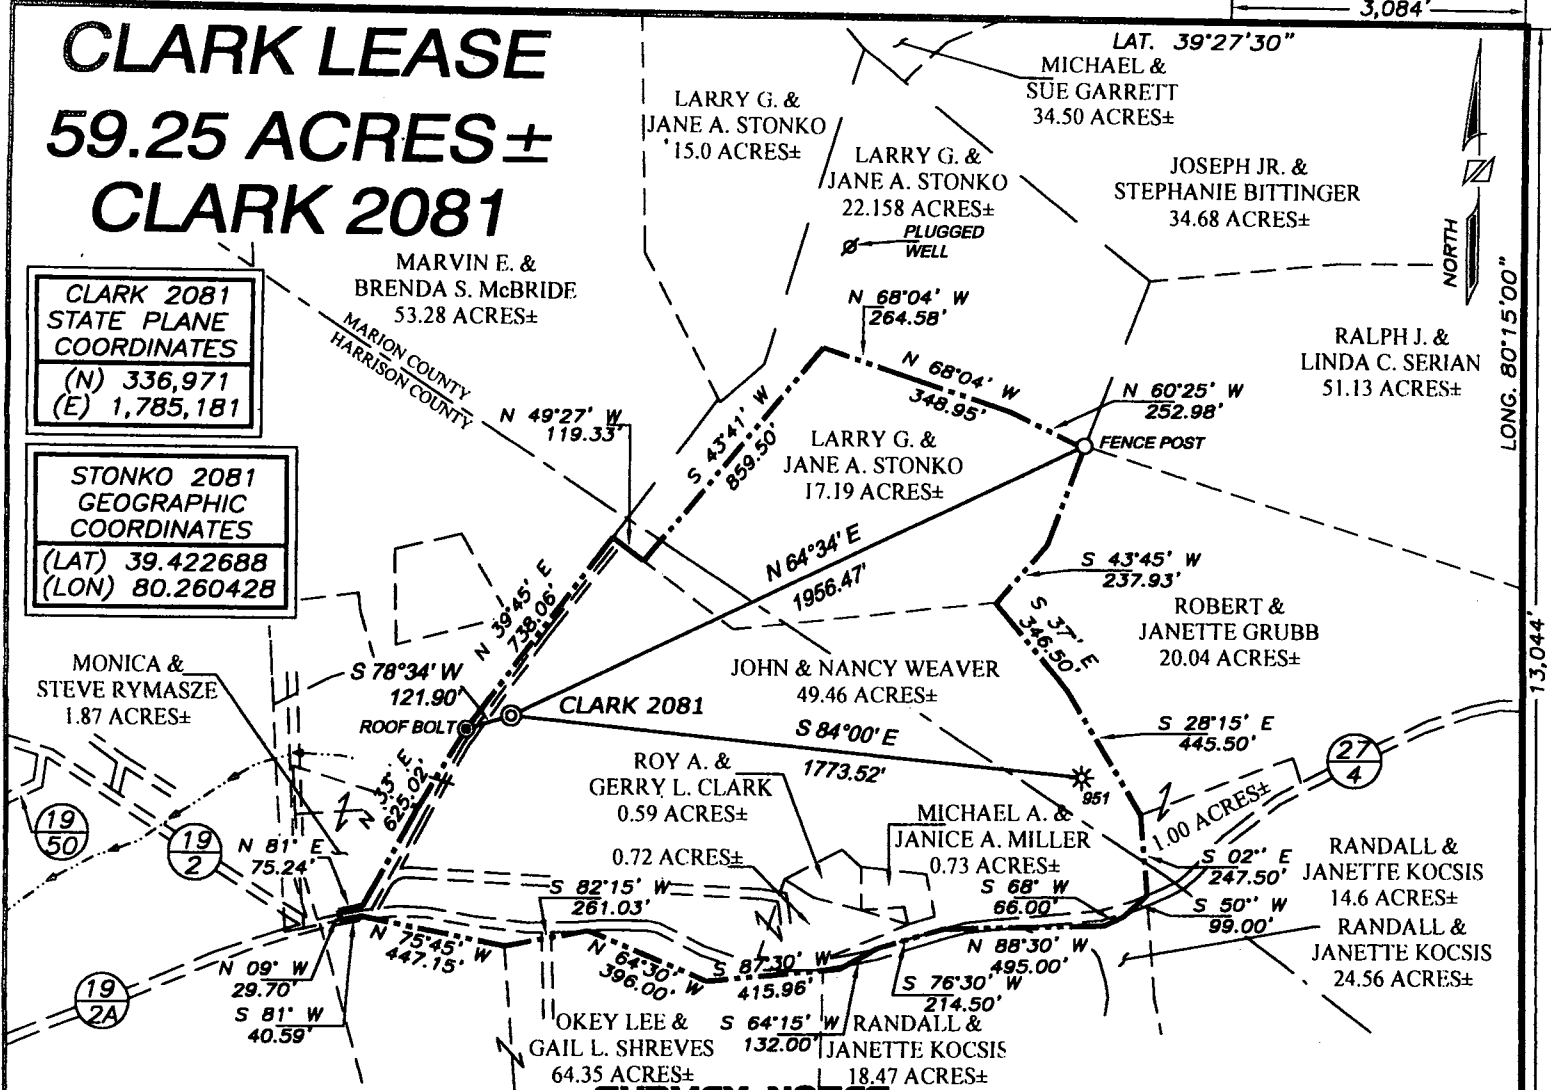 3,084'
CLARK LEASE
59.25 ACRES±
CLARK 2081
LAT. 39°27'30"
MICHAEL &
SUE GARRETT
34.50 ACRES±
LARRY G. &
JANE A. STONKO
15.0 ACRES±
LARRY G. &
JANE A. STONKO
22.158 ACRES±
PLUGGED
WELL
JOSEPH JR. &
STEPHANIE BITTINGER
34.68 ACRES±
NORTH
LONG. 80°15'00"
13,044'
MARVIN E. &
BRENDA S. McBRIDE
53.28 ACRES±
CLARK 2081
STATE PLANE
COORDINATES
(N) 336,971
(E) 1,785,181
MARION COUNTY
HARRISON COUNTY
N 68°04' W
264.58'
N 68°04' W
348.95'
N 60°25' W
252.98'
FENCE POST
RALPH J. &
LINDA C. SERIAN
51.13 ACRES±
N 49°27' W
119.33'
S 43°41' W
859.50'
LARRY G. &
JANE A. STONKO
17.19 ACRES±
STONKO 2081
GEOGRAPHIC
COORDINATES
(LAT) 39.422688
(LON) 80.260428
N 64°34' E
1956.47'
S 43°45' W
237.93'
N 39°45' E
738.06'
S 37° E
346.50'
ROBERT &
JANETTE GRUBB
20.04 ACRES±
MONICA &
STEVE RYMASZE
1.87 ACRES±
S 78°34' W
121.90'
ROOF BOLT
CLARK 2081
JOHN & NANCY WEAVER
49.46 ACRES±
S 84°00' E
1773.52'
951
S 28°15' E
445.50'
27
4
N 33° E
625.02'
ROY A. &
GERRY L. CLARK
0.59 ACRES±
0.72 ACRES±
MICHAEL A. &
JANICE A. MILLER
0.73 ACRES±
1.00 ACRES±
19
50
19
2
N 81° E
75.24'
S 82°15' W
261.03'
S 68° W
66.00'
S 02° E
247.50'
S 50° W
99.00'
RANDALL &
JANETTE KOCSIS
14.6 ACRES±
RANDALL &
JANETTE KOCSIS
24.56 ACRES±
N 75°45' W
447.15'
N 64°30' W
396.00'
S 87°30' W
415.96'
N 88°30' W
495.00'
S 76°30' W
214.50'
N 09° W
29.70'
S 81° W
40.59'
19
2A
OKEY LEE &
GAIL L. SHREVES
64.35 ACRES±
S 64°15' W
132.00'
RANDALL &
JANETTE KOCSIS
18.47 ACRES±
SURVEY NOTES